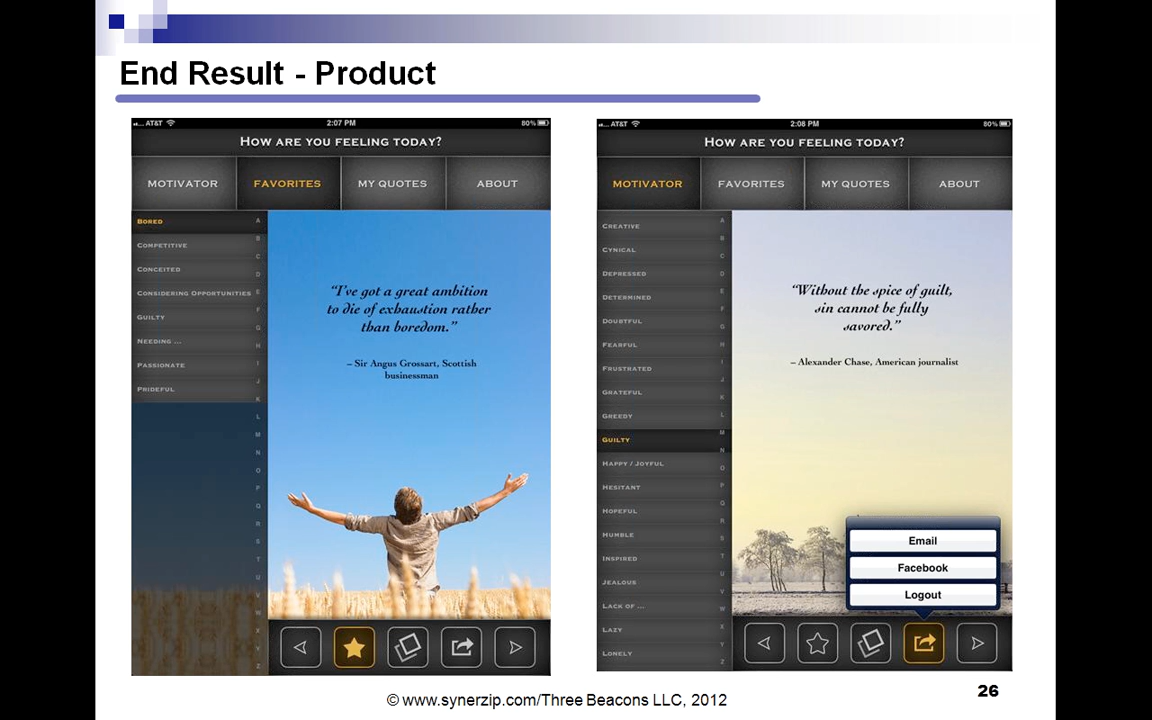 End Result - Product
AT&T 2:07 PM 80%
HOW ARE YOU FEELING TODAY?
MOTIVATOR FAVORITES MY QUOTES ABOUT
BORED
COMPETITIVE
CONCEITED
CONSIDERING OPPORTUNITIES
GUILTY
NEEDING ...
PASSIONATE
PRIDEFUL
A
B
C
D
E
F
G
H
I
J
K
L
M
N
O
P
Q
R
S
T
U
V
W
X
Y
Z
“I've got a great ambition
to die of exhaustion rather
than boredom.”
– Sir Angus Grossart, Scottish
businessman
AT&T 2:08 PM 80%
HOW ARE YOU FEELING TODAY?
MOTIVATOR FAVORITES MY QUOTES ABOUT
CREATIVE
CYNICAL
DEPRESSED
DETERMINED
DOUBTFUL
FEARFUL
FRUSTRATED
GRATEFUL
GREEDY
GUILTY
HAPPY / JOYFUL
HESITANT
HOPEFUL
HUMBLE
INSPIRED
JEALOUS
LACK OF ...
LAZY
LONELY
A
B
C
D
E
F
G
H
I
J
K
L
M
N
O
P
Q
R
S
T
U
V
W
X
Y
Z
“Without the spice of guilt,
sin cannot be fully
savored.”
– Alexander Chase, American journalist
Email
Facebook
Logout
© www.synerzip.com/Three Beacons LLC, 2012
26